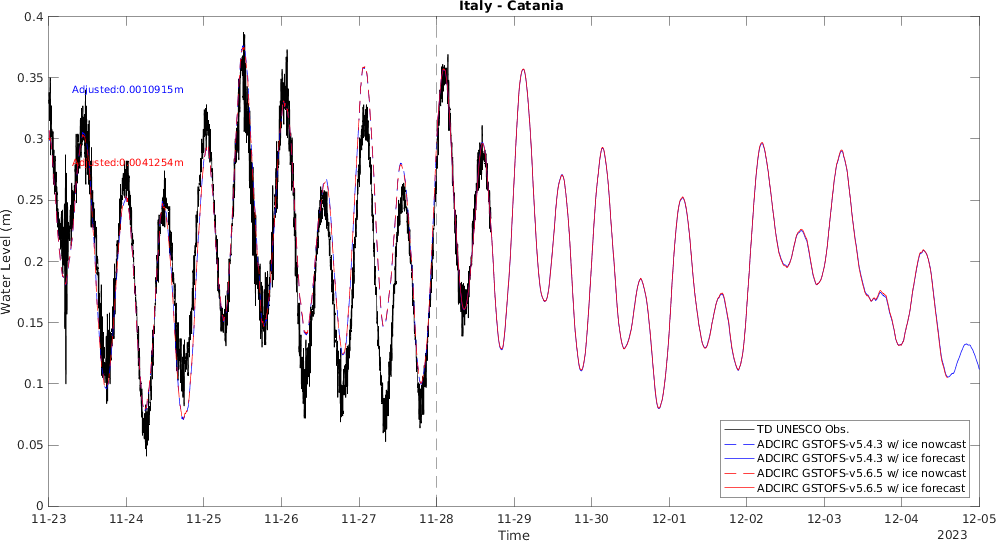 Italy - Catania
0.4
0.35
0.3
0.25
0.2
0.15
0.1
0.05
0
Water Level (m)
Adjusted:0.0010915m
Adjusted:0.0041254m
TD UNESCO Obs.
ADCIRC GSTOFS-v5.4.3 w/ ice nowcast
ADCIRC GSTOFS-v5.4.3 w/ ice forecast
ADCIRC GSTOFS-v5.6.5 w/ ice nowcast
ADCIRC GSTOFS-v5.6.5 w/ ice forecast
11-23 11-24 11-25 11-26 11-27 11-28 11-29 11-30 12-01 12-02 12-03 12-04 12-05
Time
2023